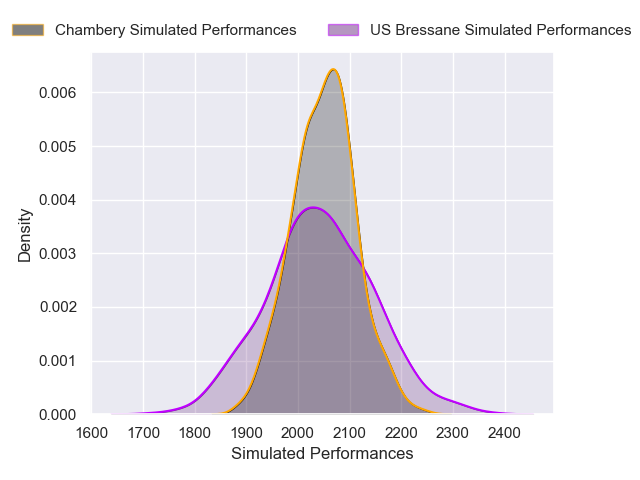 Chambery Simulated Performances US Bressane Simulated Performances
0.006
0.005
0.004
0.003
0.002
0.001
0.000
Density
1600 1700 1800 1900 2000 2100 2200 2300 2400
Simulated Performances